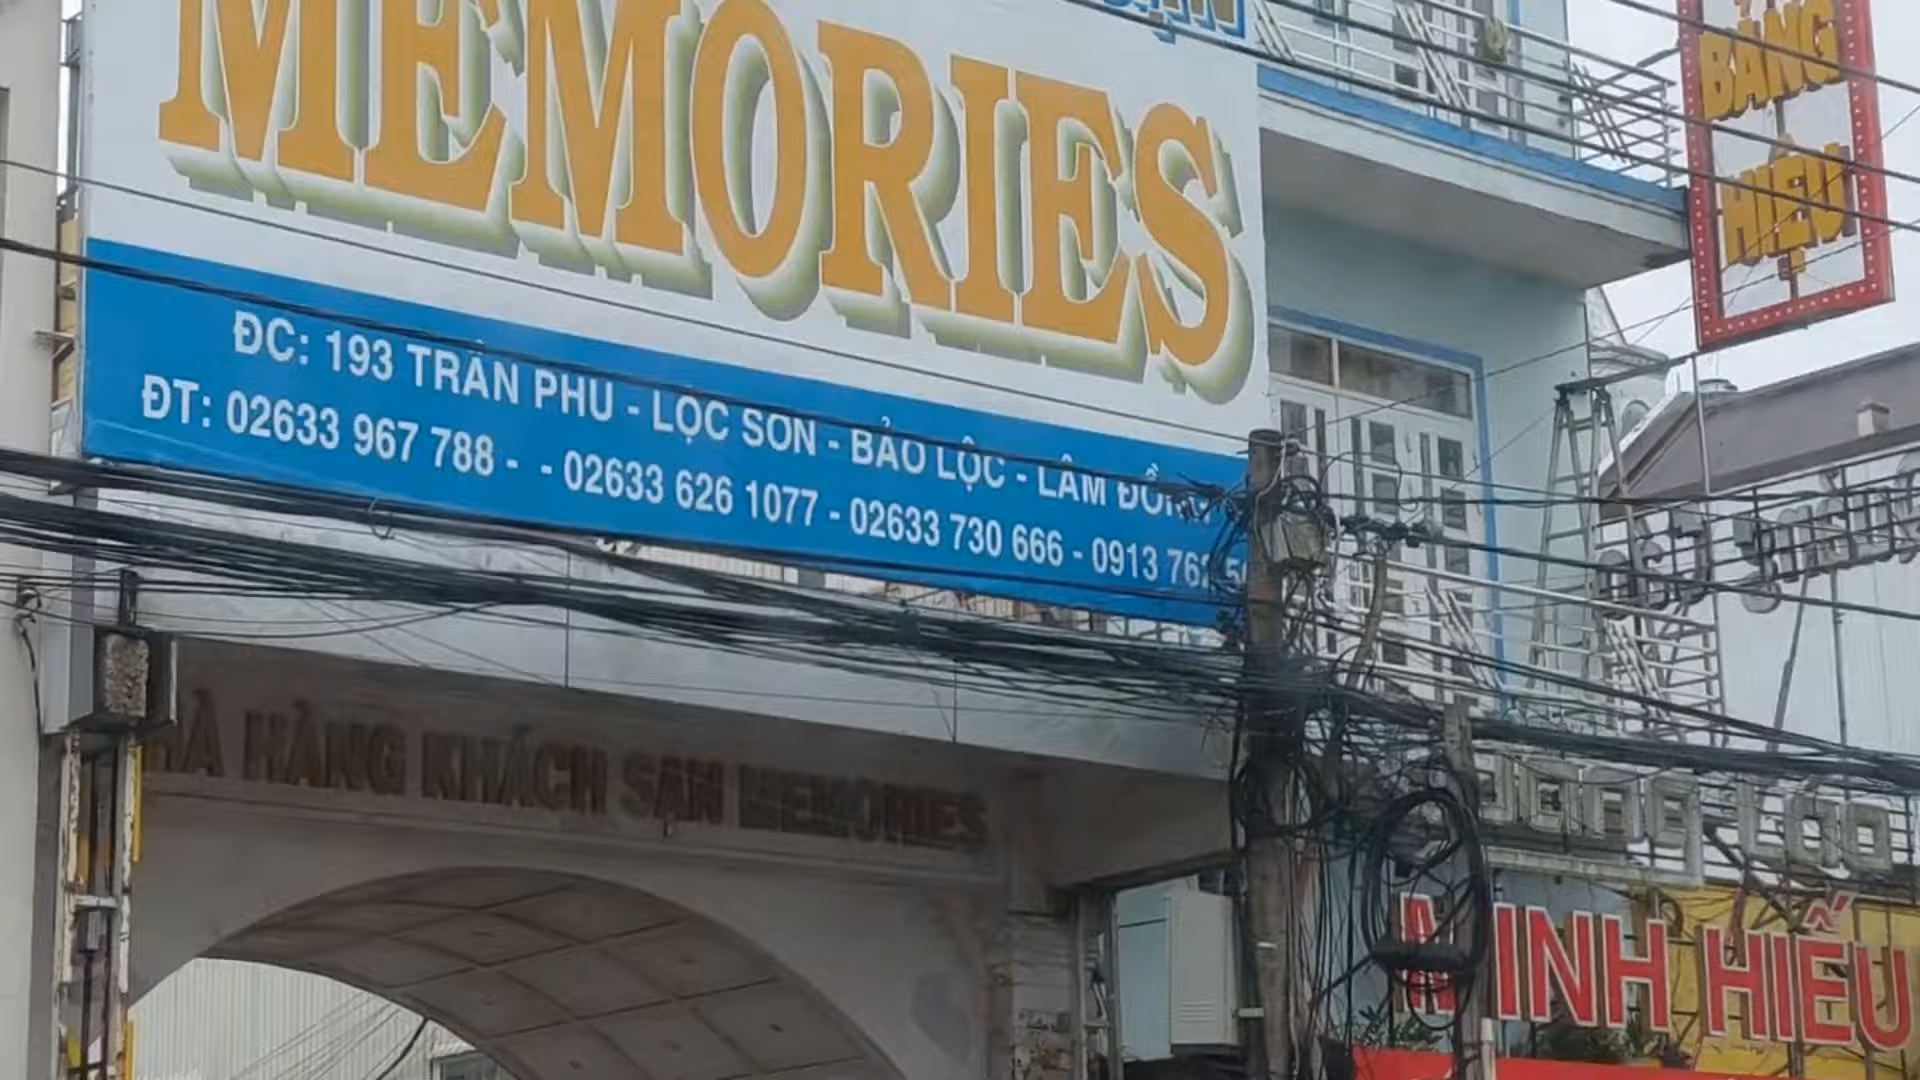 MEMORIES
ĐC: 193 TRẦN PHÚ - LỘC SƠN - BẢO LỘC - LÂM ĐỒNG
ĐT: 02633 967 788 - - 02633 626 1077 - 02633 730 666 - 0913 762
BẢNG
HIỆU
NHÀ HÀNG KHÁCH SẠN MEMORIES
MINH HIẾU